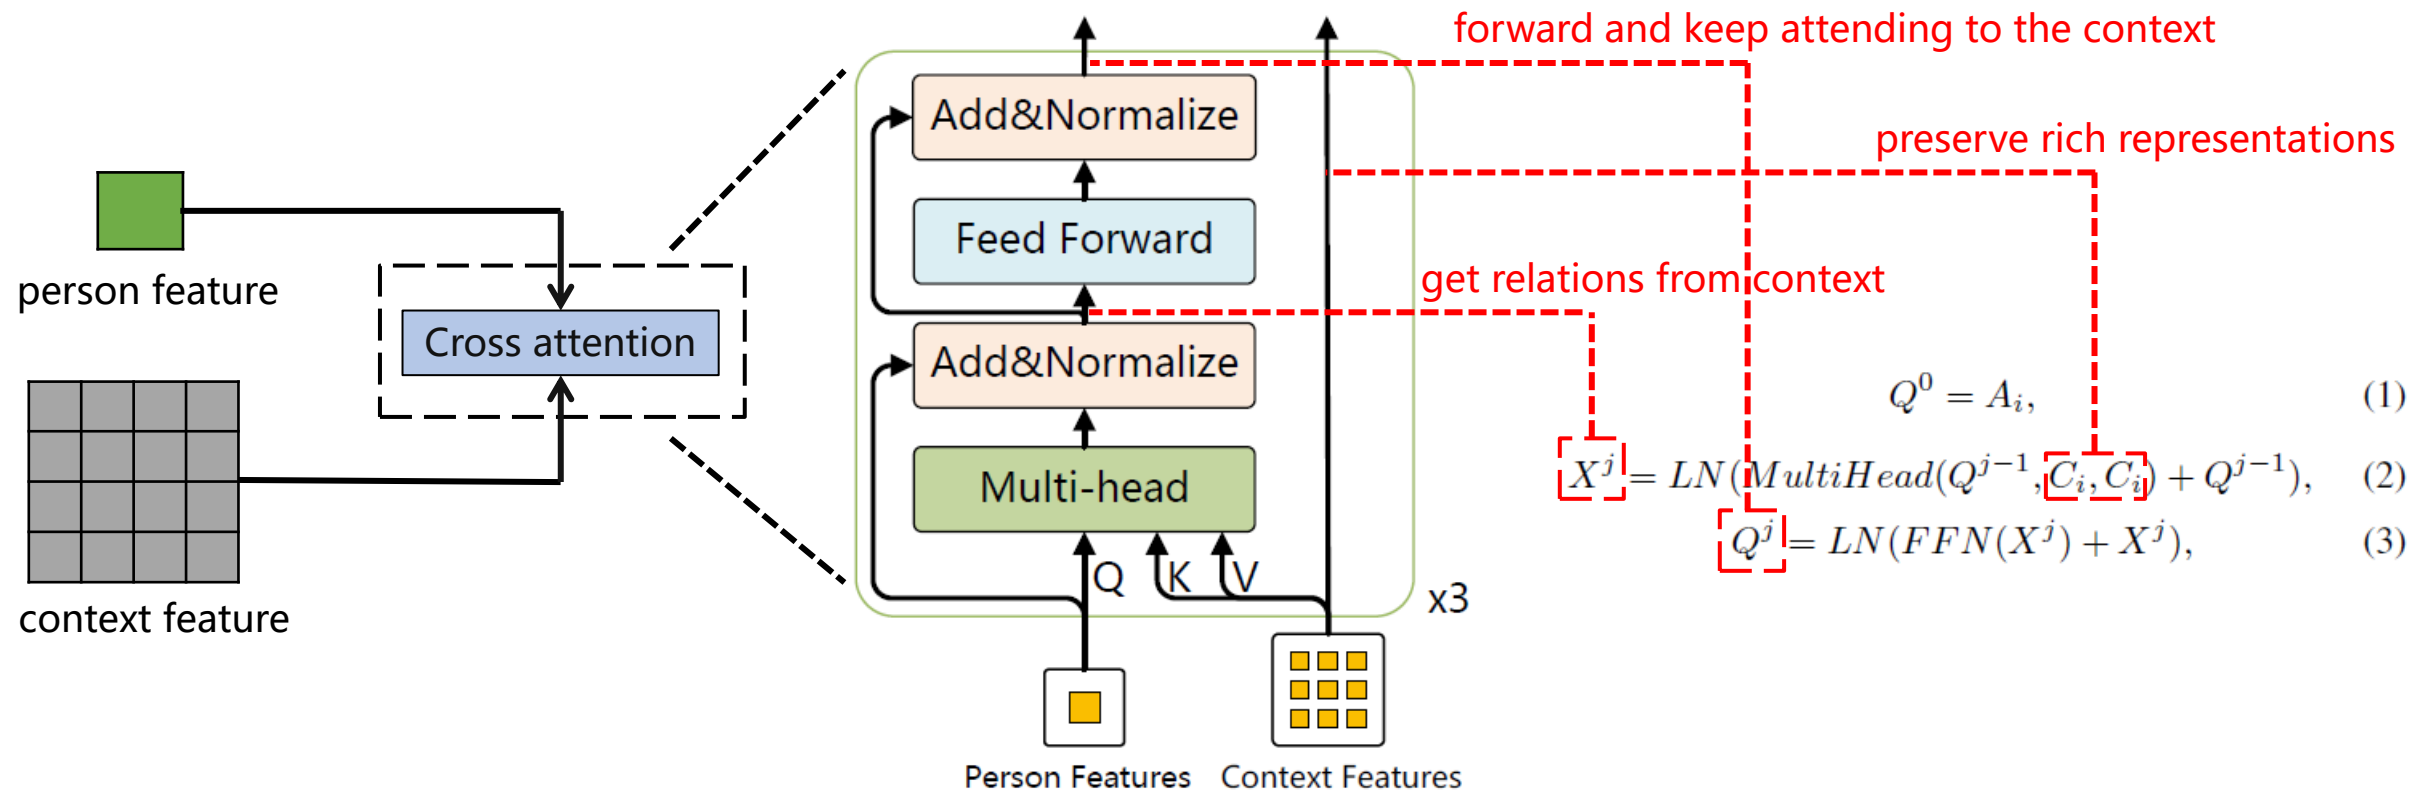 person feature
context feature
Cross attention
Add&Normalize
Feed Forward
Add&Normalize
Multi-head
Q K V
x3
Person Features
Context Features
forward and keep attending to the context
preserve rich representations
get relations from context
Q^0 = A_i, (1)
X^j = LN(MultiHead(Q^{j-1}, C_i, C_i) + Q^{j-1}), (2)
Q^j = LN(FFN(X^j) + X^j), (3)